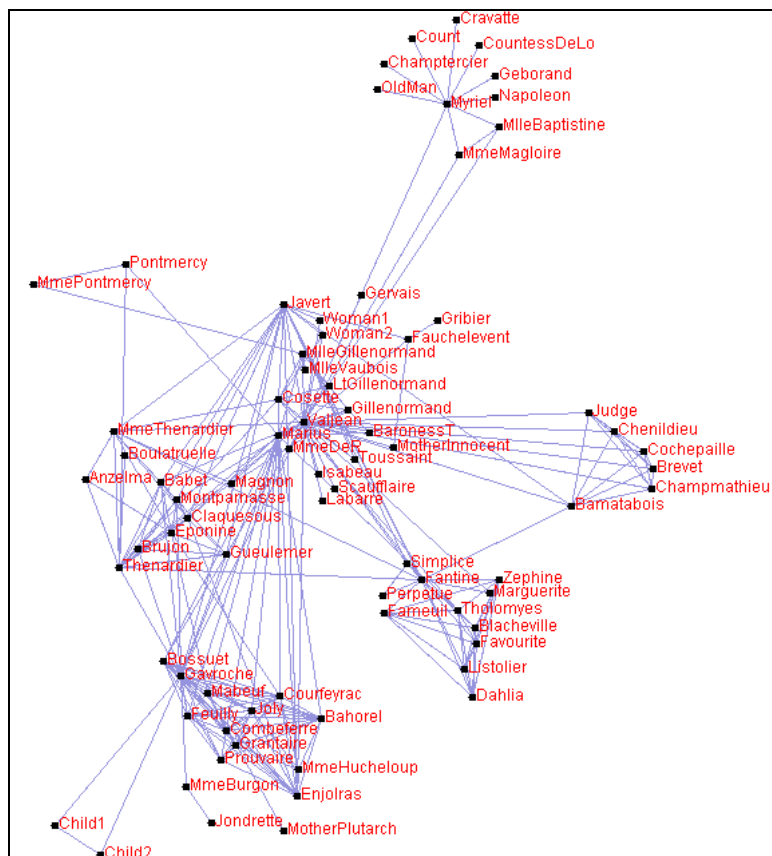 Cravatte
Count
CountessDeLo
Champtercier
Geborand
OldMan
Napoleon
Myriel
MlleBaptistine
MmeMagloire
Pontmercy
MmePontmercy
Gervais
Javert
Woman1
Gribier
Woman2
Fauchelevent
MlleGillenormand
MlleVaubois
LtGillenormand
Cosette
Gillenormand
Judge
Valjean
MmeThenardier
BaronessT
Chenildieu
Marius
MmeDeR
MotherInnocent
Cochepaille
Boulatruelle
Toussaint
Brevet
Anzelma
Babet
Magnon
Isabeau
Champmathieu
Montparnasse
Scaufflaire
Labarre
Bamatabois
Claquesous
Eponine
Brujon
Gueulemer
Thenardier
Simplice
Fantine
Zephine
Perpetue
Marguerite
Fameuil
Tholomyes
Blacheville
Favourite
Listolier
Dahlia
Bossuet
Gavroche
Mabeuf
Courfeyrac
Feuilly
Joly
Bahorel
Combeferre
Grantaire
Prouvaire
MmeHucheloup
MmeBurgon
Enjolras
Child1
Jondrette
MotherPlutarch
Child2